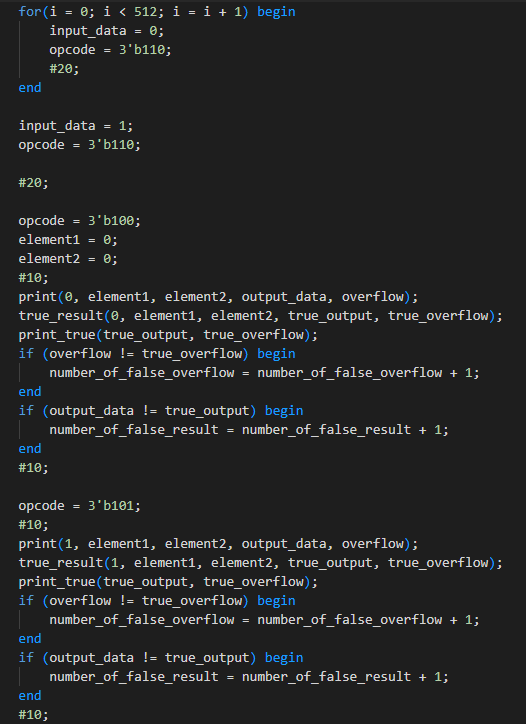 for(i = 0; i < 512; i = i + 1) begin
    input_data = 0;
    opcode = 3'b110;
    #20;
end

input_data = 1;
opcode = 3'b110;

#20;

opcode = 3'b100;
element1 = 0;
element2 = 0;
#10;
print(0, element1, element2, output_data, overflow);
true_result(0, element1, element2, true_output, true_overflow);
print_true(true_output, true_overflow);
if (overflow != true_overflow) begin
    number_of_false_overflow = number_of_false_overflow + 1;
end
if (output_data != true_output) begin
    number_of_false_result = number_of_false_result + 1;
end
#10;

opcode = 3'b101;
#10;
print(1, element1, element2, output_data, overflow);
true_result(1, element1, element2, true_output, true_overflow);
print_true(true_output, true_overflow);
if (overflow != true_overflow) begin
    number_of_false_overflow = number_of_false_overflow + 1;
end
if (output_data != true_output) begin
    number_of_false_result = number_of_false_result + 1;
end
#10;